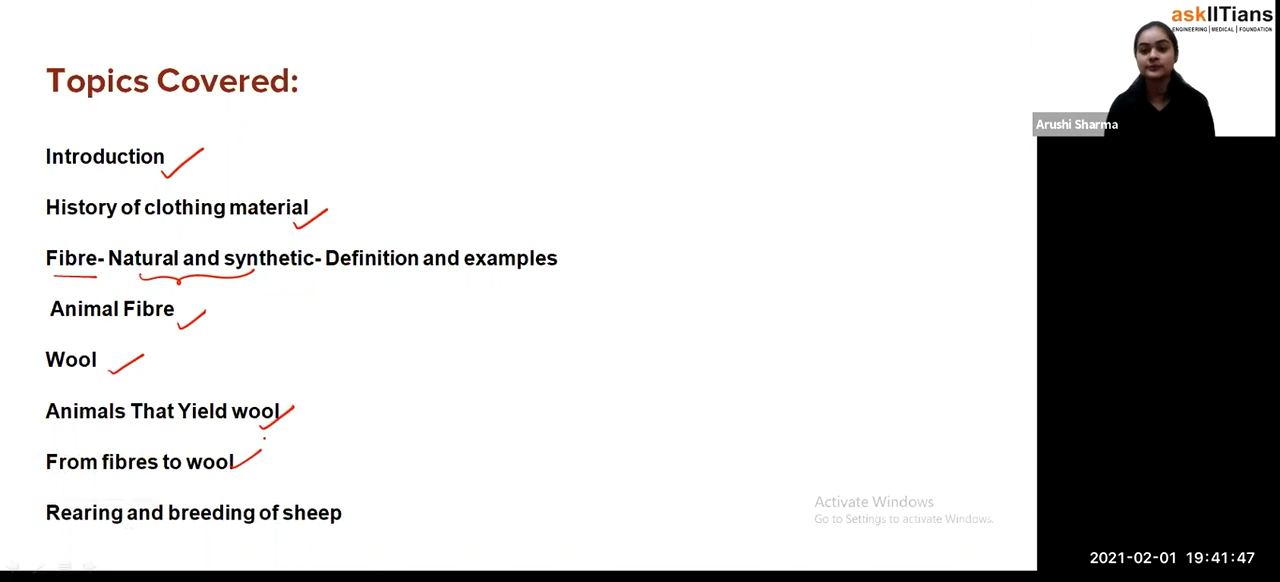 askIITians
ENGINEERING | MEDICAL | FOUNDATION
Topics Covered:
Arushi Sharma
Introduction
History of clothing material
Fibre- Natural and synthetic- Definition and examples
Animal Fibre
Wool
Animals That Yield wool
From fibres to wool
Rearing and breeding of sheep
Activate Windows
Go to Settings to activate Windows.
2021-02-01 19:41:47